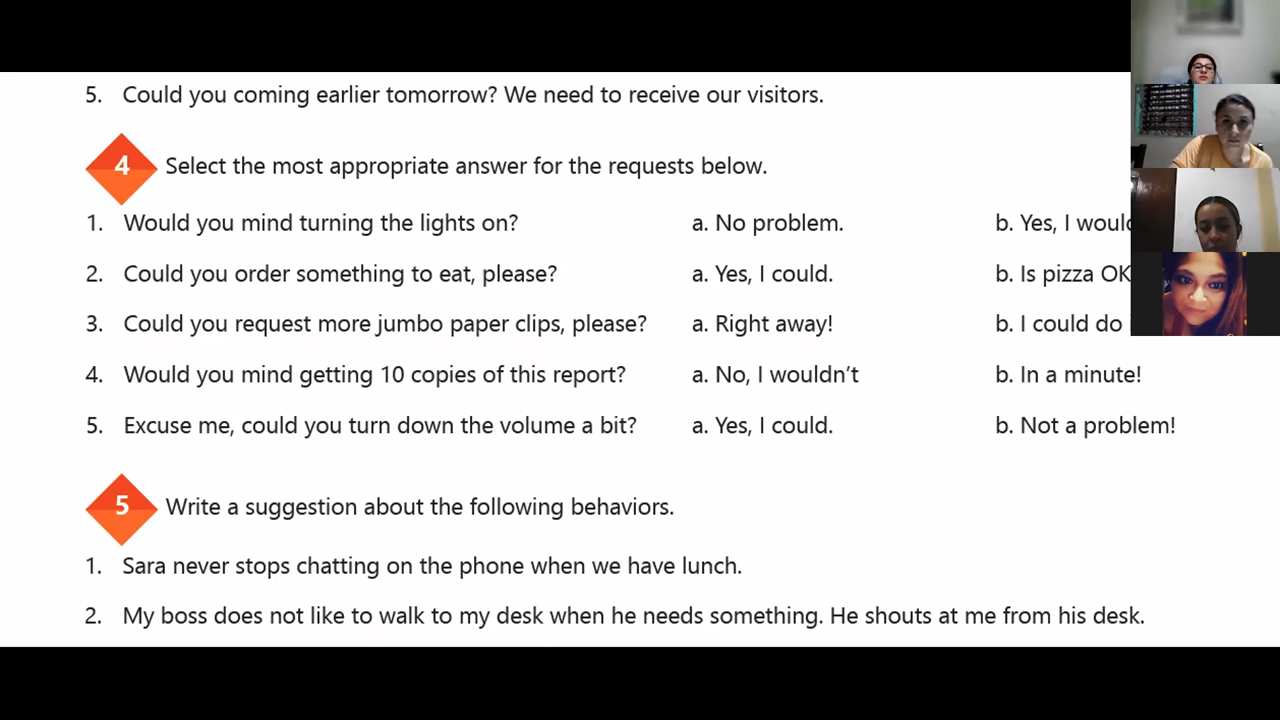 5. Could you coming earlier tomorrow? We need to receive our visitors.
4 Select the most appropriate answer for the requests below.
1. Would you mind turning the lights on? a. No problem. b. Yes, I
2. Could you order something to eat, please? a. Yes, I could. b. Is pizza OK
3. Could you request more jumbo paper clips, please? a. Right away! b. I could do
4. Would you mind getting 10 copies of this report? a. No, I wouldn't b. In a minute!
5. Excuse me, could you turn down the volume a bit? a. Yes, I could. b. Not a problem!
5 Write a suggestion about the following behaviors.
1. Sara never stops chatting on the phone when we have lunch.
2. My boss does not like to walk to my desk when he needs something. He shouts at me from his desk.